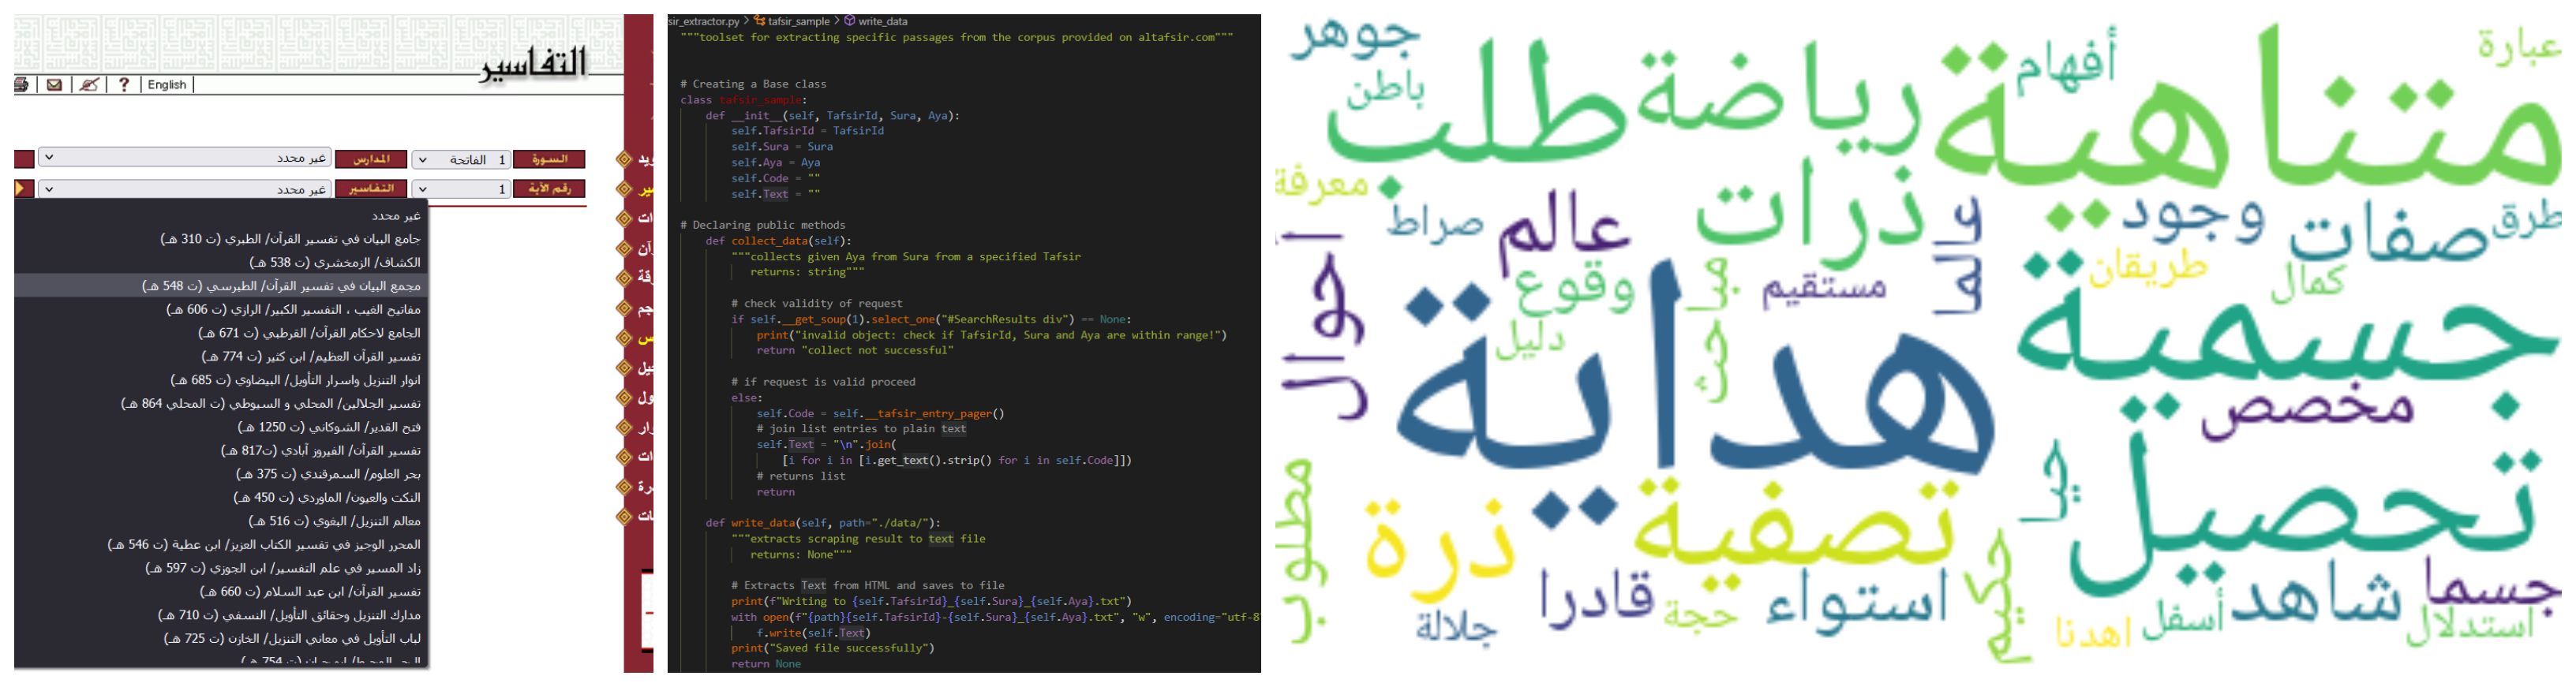 التفاسير
English
?
السورة
1 الفاتحة
المدارس
غير محدد
رقم الآية
1
التفاسير
غير محدد
غير محدد
جامع البيان في تفسير القرآن/ الطبري (ت 310 هـ)
الكشاف/ الزمخشري (ت 538 هـ)
مجمع البيان في تفسير القرآن/ الطبرسي (ت 548 هـ)
مفاتيح الغيب ، التفسير الكبير/ الرازي (ت 606 هـ)
الجامع لاحكام القرآن/ القرطبي (ت 671 هـ)
تفسير القرآن العظيم/ ابن كثير (ت 774 هـ)
انوار التنزيل واسرار التأويل/ البيضاوي (ت 685 هـ)
تفسير الجلالين/ المحلي و السيوطي (ت المحلي 864 هـ)
فتح القدير/ الشوكاني (ت 1250 هـ)
تفسير القرآن/ الفيروز آبادي (ت817 هـ)
بحر العلوم/ السمرقندي (ت 375 هـ)
النكت والعيون/ الماوردي (ت 450 هـ)
معالم التنزيل/ البغوي (ت 516 هـ)
المحرر الوجيز في تفسير الكتاب العزيز/ ابن عطية (ت 546 هـ)
زاد المسير في علم التفسير/ ابن الجوزي (ت 597 هـ)
تفسير القرآن/ ابن عبد السلام (ت 660 هـ)
مدارك التنزيل وحقائق التأويل/ النسفي (ت 710 هـ)
لباب التأويل في معاني التنزيل/ الخازن (ت 725 هـ)
sir_extractor.py > tafsir_sample > write_data
"""toolset for extracting specific passages from the corpus provided on altafsir.com"""
# Creating a Base class
class tafsir_sample:
def __init__(self, TafsirId, Sura, Aya):
self.TafsirId = TafsirId
self.Sura = Sura
self.Aya = Aya
self.Code = ""
self.Text = ""
# Declaring public methods
def collect_data(self):
"""collects given Aya from Sura from a specified Tafsir
returns: string"""
# check validity of request
if self.__get_soup(1).select_one("#SearchResults div") == None:
print("invalid object: check if TafsirId, Sura and Aya are within range!")
return "collect not successful"
# if request is valid proceed
else:
self.Code = self.__tafsir_entry_pager()
# join list entries to plain text
self.Text = "\n".join(
[i for i in [i.get_text().strip() for i in self.Code]])
# returns list
return
def write_data(self, path="./data/"):
"""extracts scraping result to text file
returns: None"""
# Extracts Text from HTML and saves to file
print(f"Writing to {self.TafsirId}_{self.Sura}_{self.Aya}.txt")
with open(f"{path}{self.TafsirId}-{self.Sura}_{self.Aya}.txt", "w", encoding="utf-8
f.write(self.Text)
print("Saved file successfully")
return None
جوهر
باطن
طلب
رياضة
أفهام
متناهية
عبارة
معرفة
صراط
عالم
ذرات
عالما
وجود
صفات
طرق
احوال
وقوع
دليل
مباحث
مستقيم
طريقان
كمال
هداية
جسمية
مخصص
مطلوب
ذرة
تصفية
حيا
تحصيل
جلالة
قادرا
حجة
استواء
حكيم
اهدنا
أسفل
شاهد
جسما
استدلال